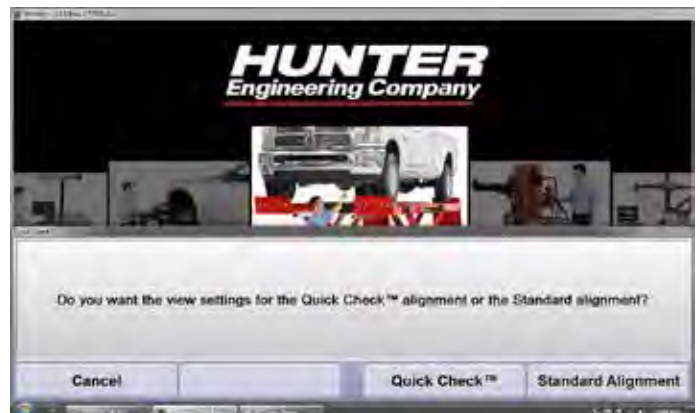 HUNTER
Engineering Company
Do you want the view settings for the Quick Check™ alignment or the Standard alignment?
Cancel
Quick Check™
Standard Alignment